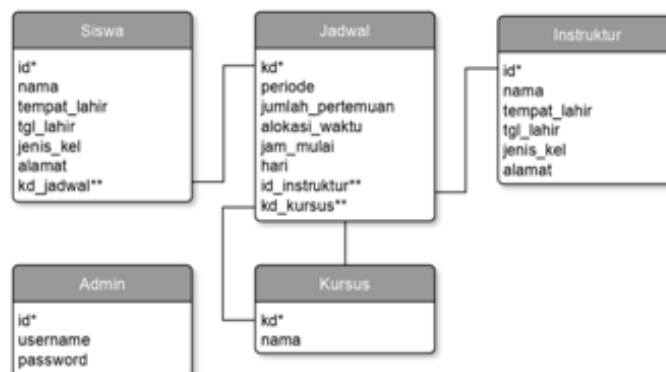 Siswa
id*
nama
tempat_lahir
tgl_lahir
jenis_kel
alamat
kd_jadwal**
Jadwal
kd*
periode
jumlah_pertemuan
alokasi_waktu
jam_mulai
hari
id_instruktur**
kd_kursus**
Instruktur
id*
nama
tempat_lahir
tgl_lahir
jenis_kel
alamat
Admin
id*
username
password
Kursus
kd*
nama